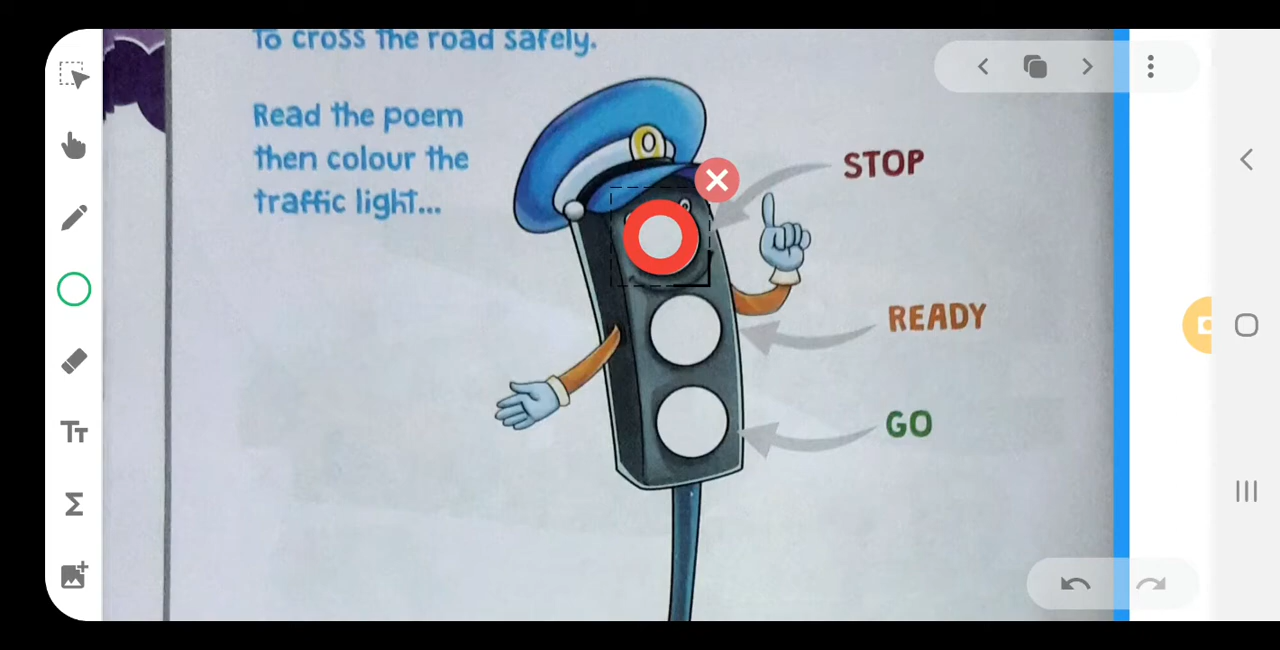 to cross the road safely.
Read the poem
then colour the
traffic light...
STOP
READY
GO